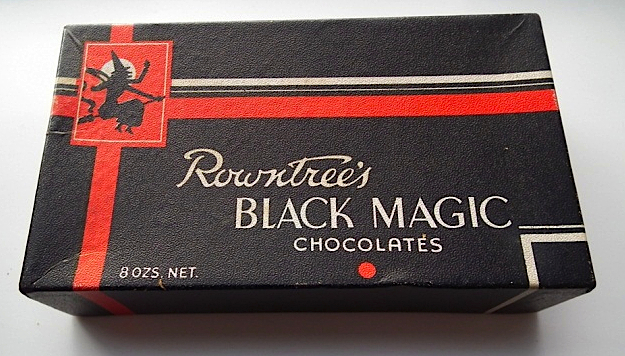 Rowntree's
BLACK MAGIC
CHOCOLATES
8 OZS. NET.